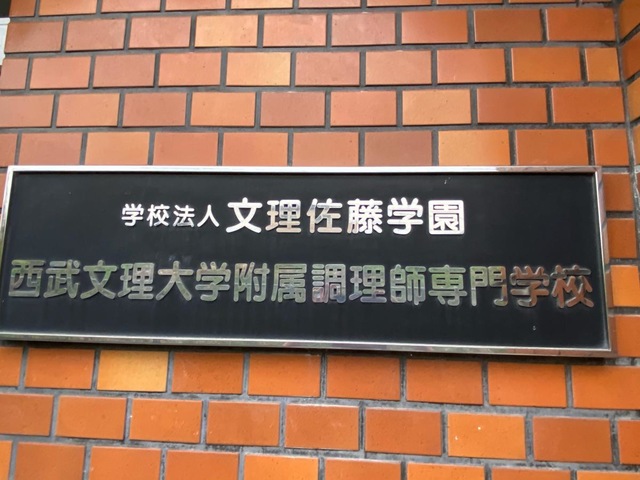 学校法人 文理佐藤学園
西武文理大学附属調理師専門学校